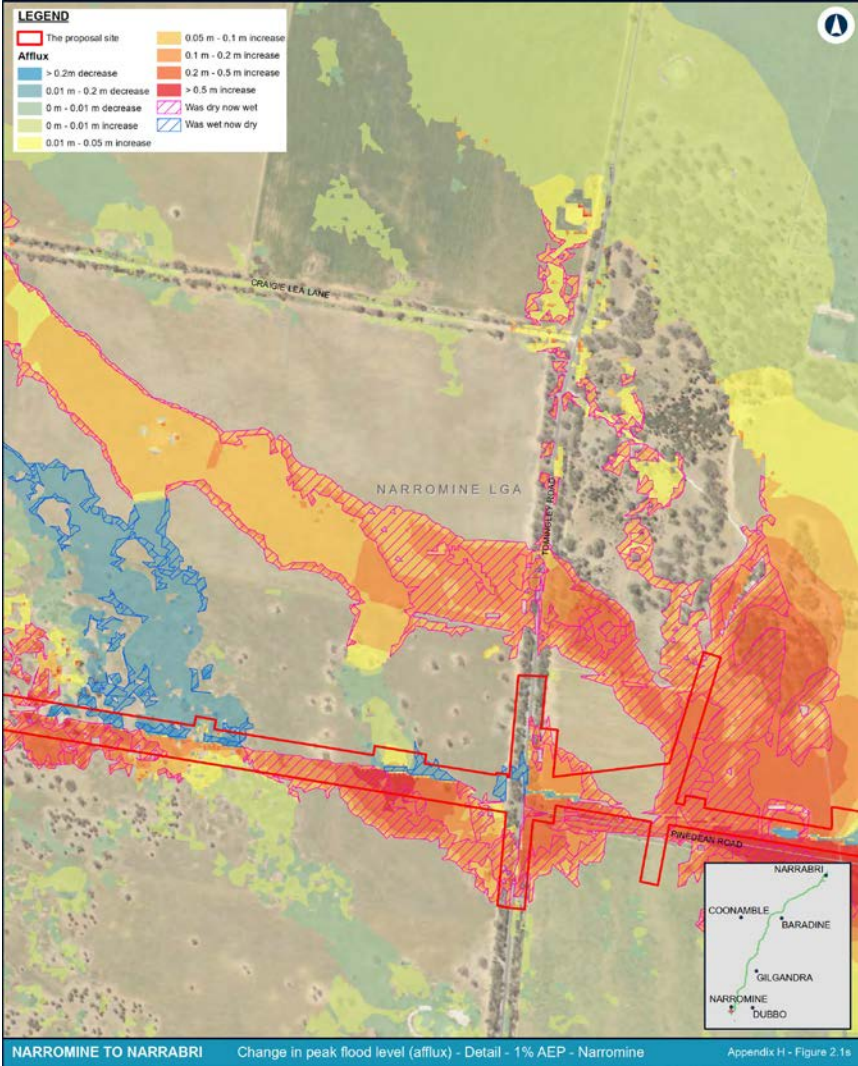 LEGEND
The proposal site
Afflux
> 0.2m decrease
0.01 m - 0.2 m decrease
0 m - 0.01 m decrease
0 m - 0.01 m increase
0.01 m - 0.05 m increase
0.05 m - 0.1 m increase
0.1 m - 0.2 m increase
0.2 m - 0.5 m increase
> 0.5 m increase
Was dry now wet
Was wet now dry
CRAIGIE LEA LANE
NARROMINE LGA
TOMINGLEY ROAD
PINEDEAN ROAD
NARRABRI
COONAMBLE
BARADINE
GILGANDRA
NARROMINE
DUBBO
NARROMINE TO NARRABRI Change in peak flood level (afflux) - Detail - 1% AEP - Narromine Appendix H - Figure 2.1s